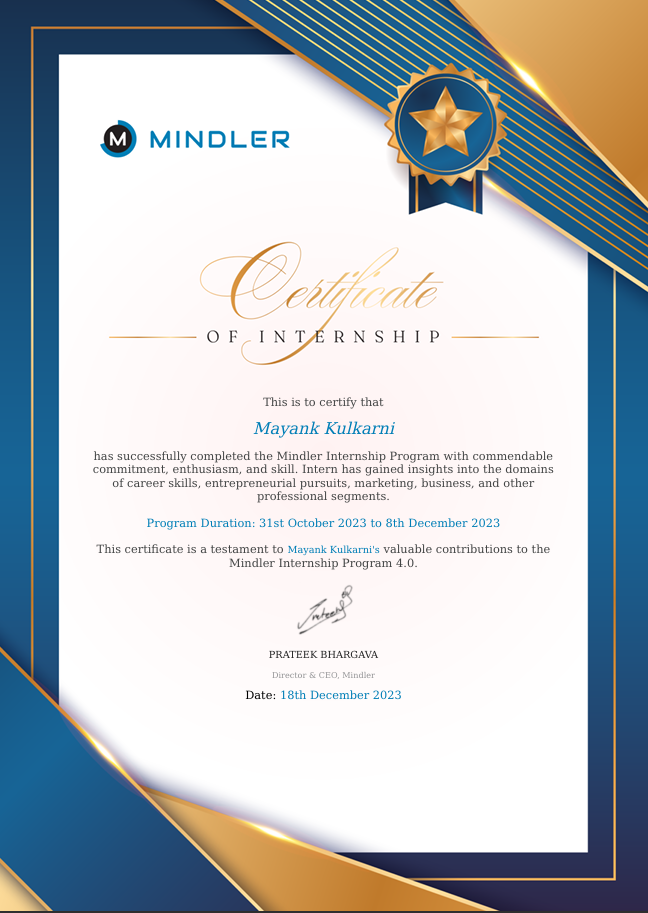 M MINDLER
Certificate
OF INTERNSHIP
This is to certify that
Mayank Kulkarni
has successfully completed the Mindler Internship Program with commendable
commitment, enthusiasm, and skill. Intern has gained insights into the domains
of career skills, entrepreneurial pursuits, marketing, business, and other
professional segments.
Program Duration: 31st October 2023 to 8th December 2023
This certificate is a testament to Mayank Kulkarni's valuable contributions to the
Mindler Internship Program 4.0.
Prateek
PRATEEK BHARGAVA
Director & CEO, Mindler
Date: 18th December 2023